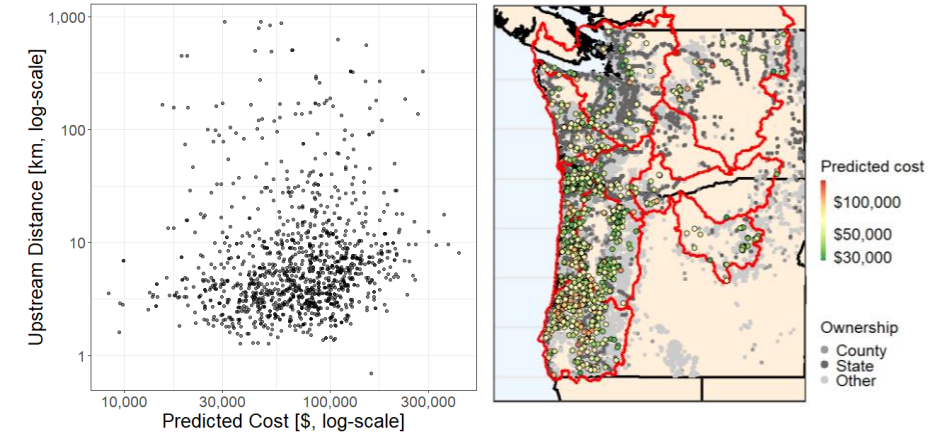 1,000
100
10
1
Upstream Distance [km, log-scale]
10,000
30,000
100,000
300,000
Predicted Cost [$, log-scale]
Predicted cost
$100,000
$50,000
$30,000
Ownership
County
State
Other